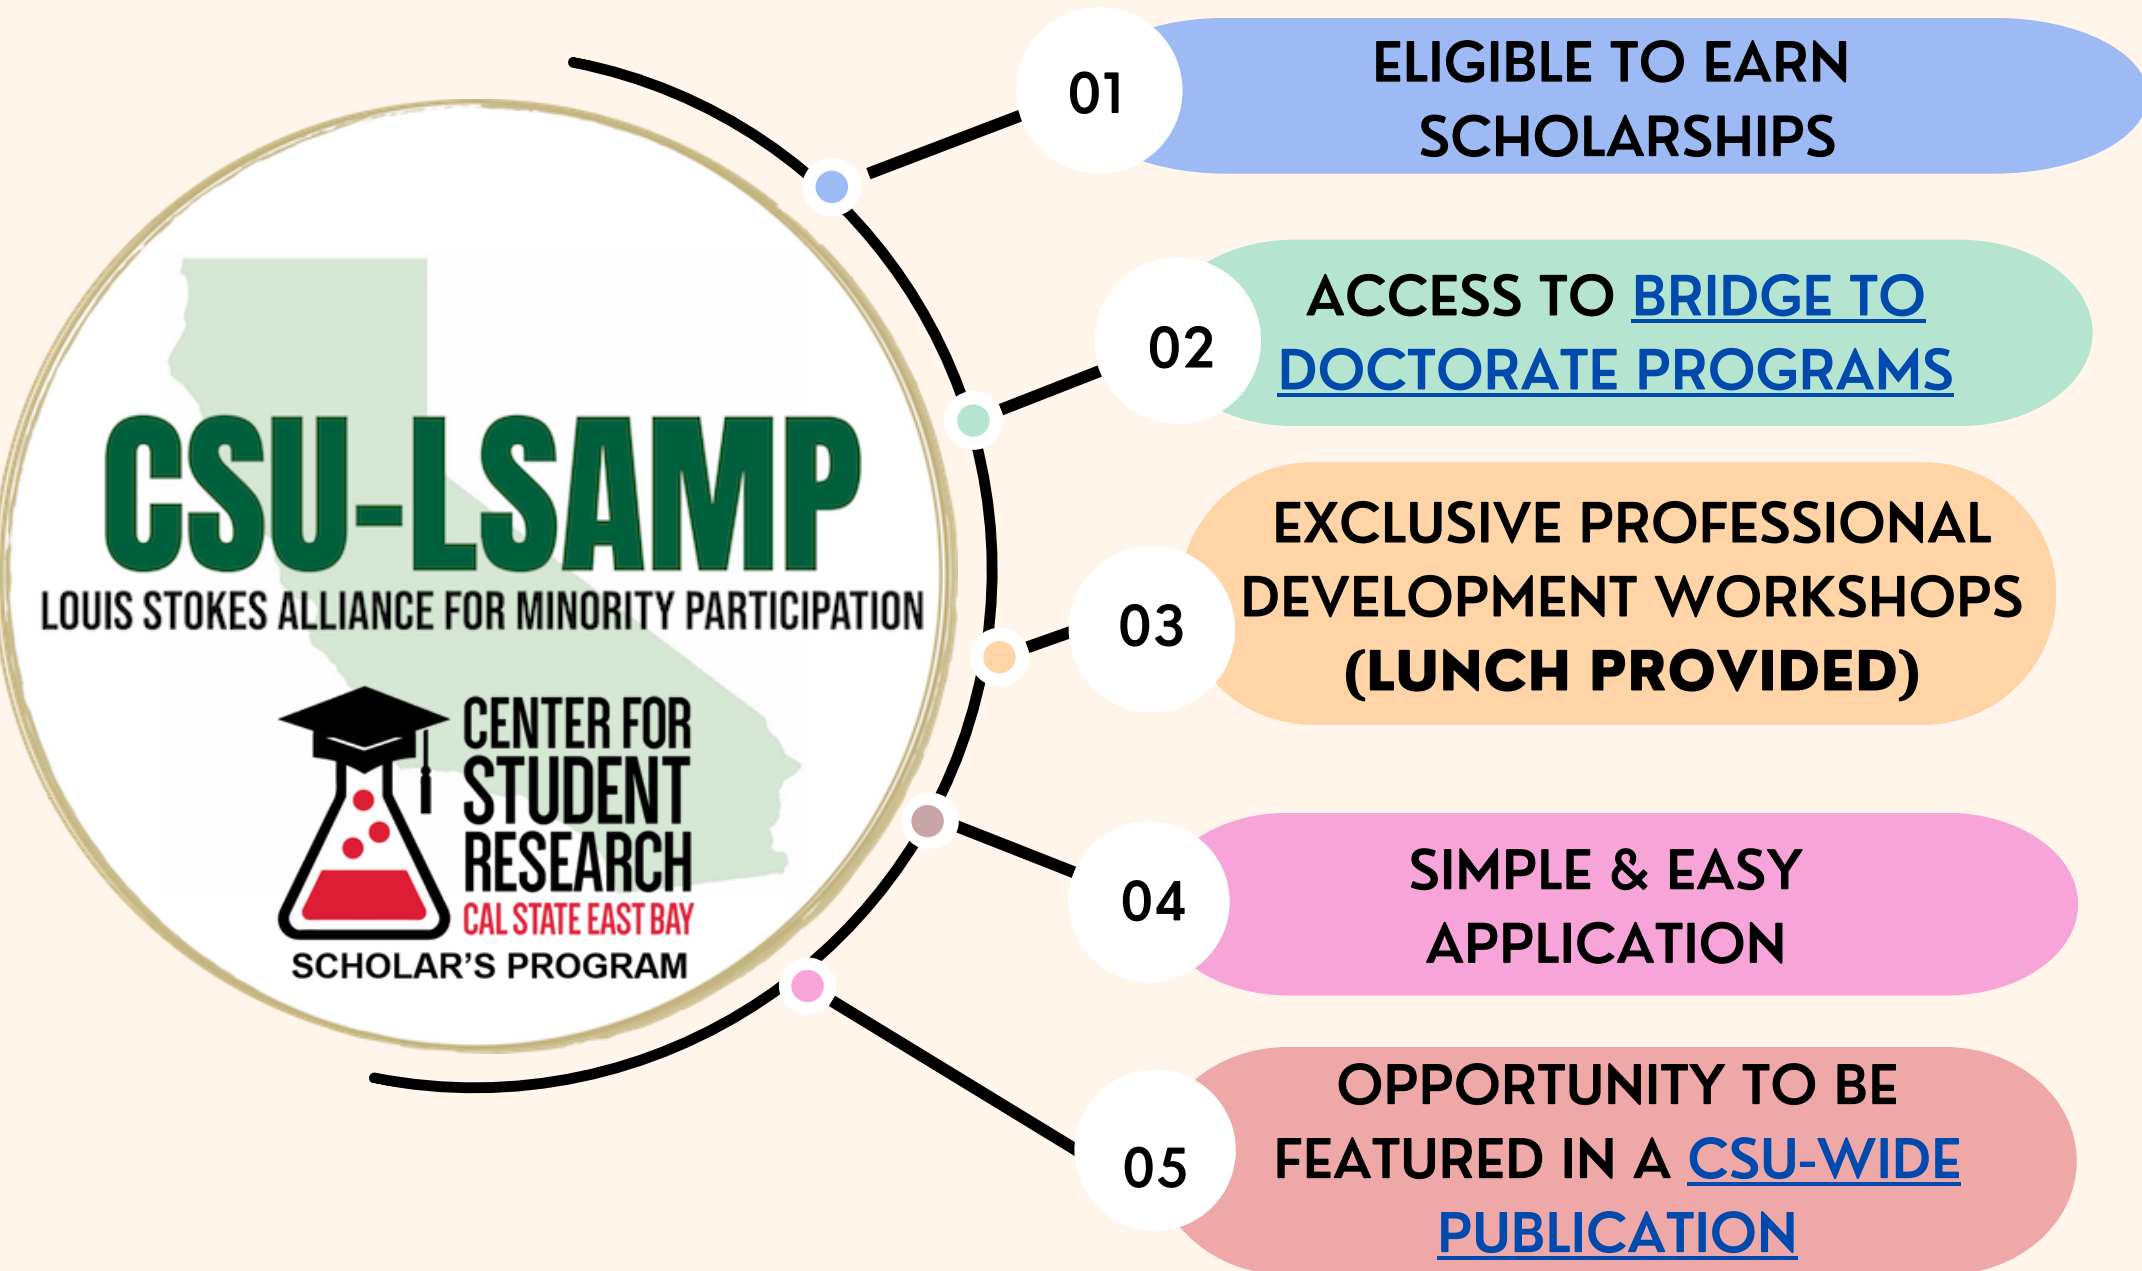 CSU-LSAMP
LOUIS STOKES ALLIANCE FOR MINORITY PARTICIPATION
CENTER FOR
STUDENT
RESEARCH
CAL STATE EAST BAY
SCHOLAR'S PROGRAM
01
ELIGIBLE TO EARN
SCHOLARSHIPS
02
ACCESS TO BRIDGE TO
DOCTORATE PROGRAMS
03
EXCLUSIVE PROFESSIONAL
DEVELOPMENT WORKSHOPS
(LUNCH PROVIDED)
04
SIMPLE & EASY
APPLICATION
05
OPPORTUNITY TO BE
FEATURED IN A CSU-WIDE
PUBLICATION